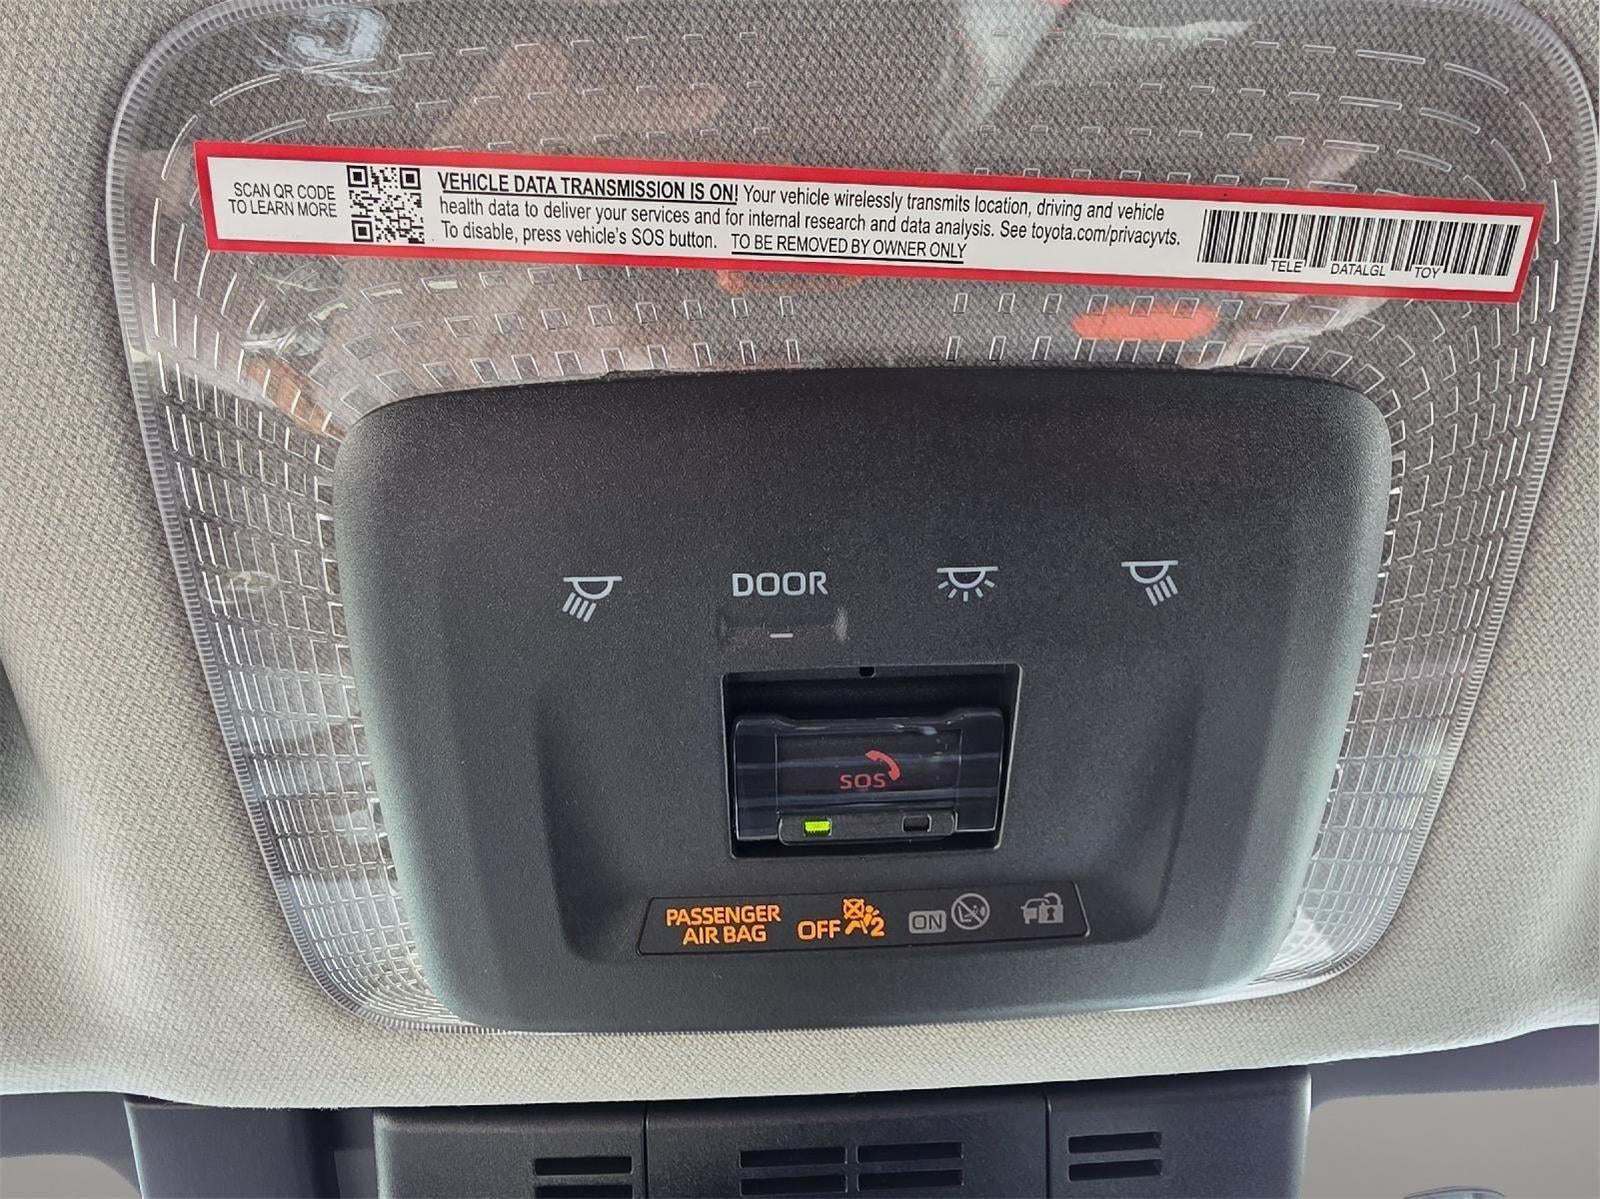 SCAN QR CODE
TO LEARN MORE
VEHICLE DATA TRANSMISSION IS ON! Your vehicle wirelessly transmits location, driving and vehicle
health data to deliver your services and for internal research and data analysis. See toyota.com/privacyvts.
To disable, press vehicle's SOS button. TO BE REMOVED BY OWNER ONLY
TELE DATALGL TOY
DOOR
SOS
PASSENGER
AIR BAG
OFF 2
ON